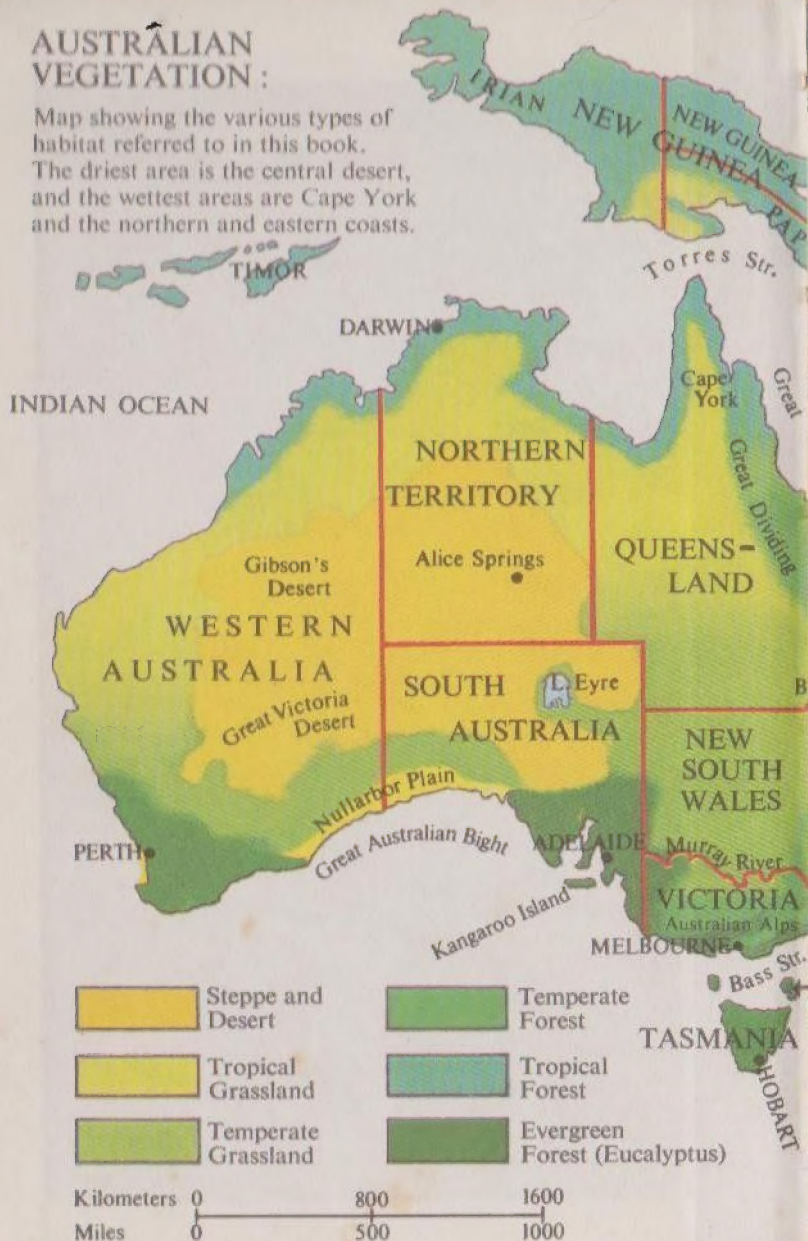 AUSTRALIAN
VEGETATION :
Map showing the various types of
habitat referred to in this book.
The driest area is the central desert,
and the wettest areas are Cape York
and the northern and eastern coasts.
IRIAN
NEW GUINEA
NEW GUINEA
PAP
TIMOR
Torres Str.
DARWIN
INDIAN OCEAN
Cape
York
Great
Great Dividing
NORTHERN
TERRITORY
Alice Springs
QUEENS-
LAND
Gibson's
Desert
WESTERN
AUSTRALIA
Great Victoria
Desert
SOUTH
AUSTRALIA
L. Eyre
B
NEW
SOUTH
WALES
Nullarbor Plain
Great Australian Bight
PERTH
ADELAIDE
Murray River
VICTORIA
Australian Alps
Kangaroo Island
MELBOURNE
Bass Str.
TASMANIA
HOBART
Steppe and
Desert
Tropical
Grassland
Temperate
Grassland
Temperate
Forest
Tropical
Forest
Evergreen
Forest (Eucalyptus)
Kilometers 0 800 1600
Miles 0 500 1000